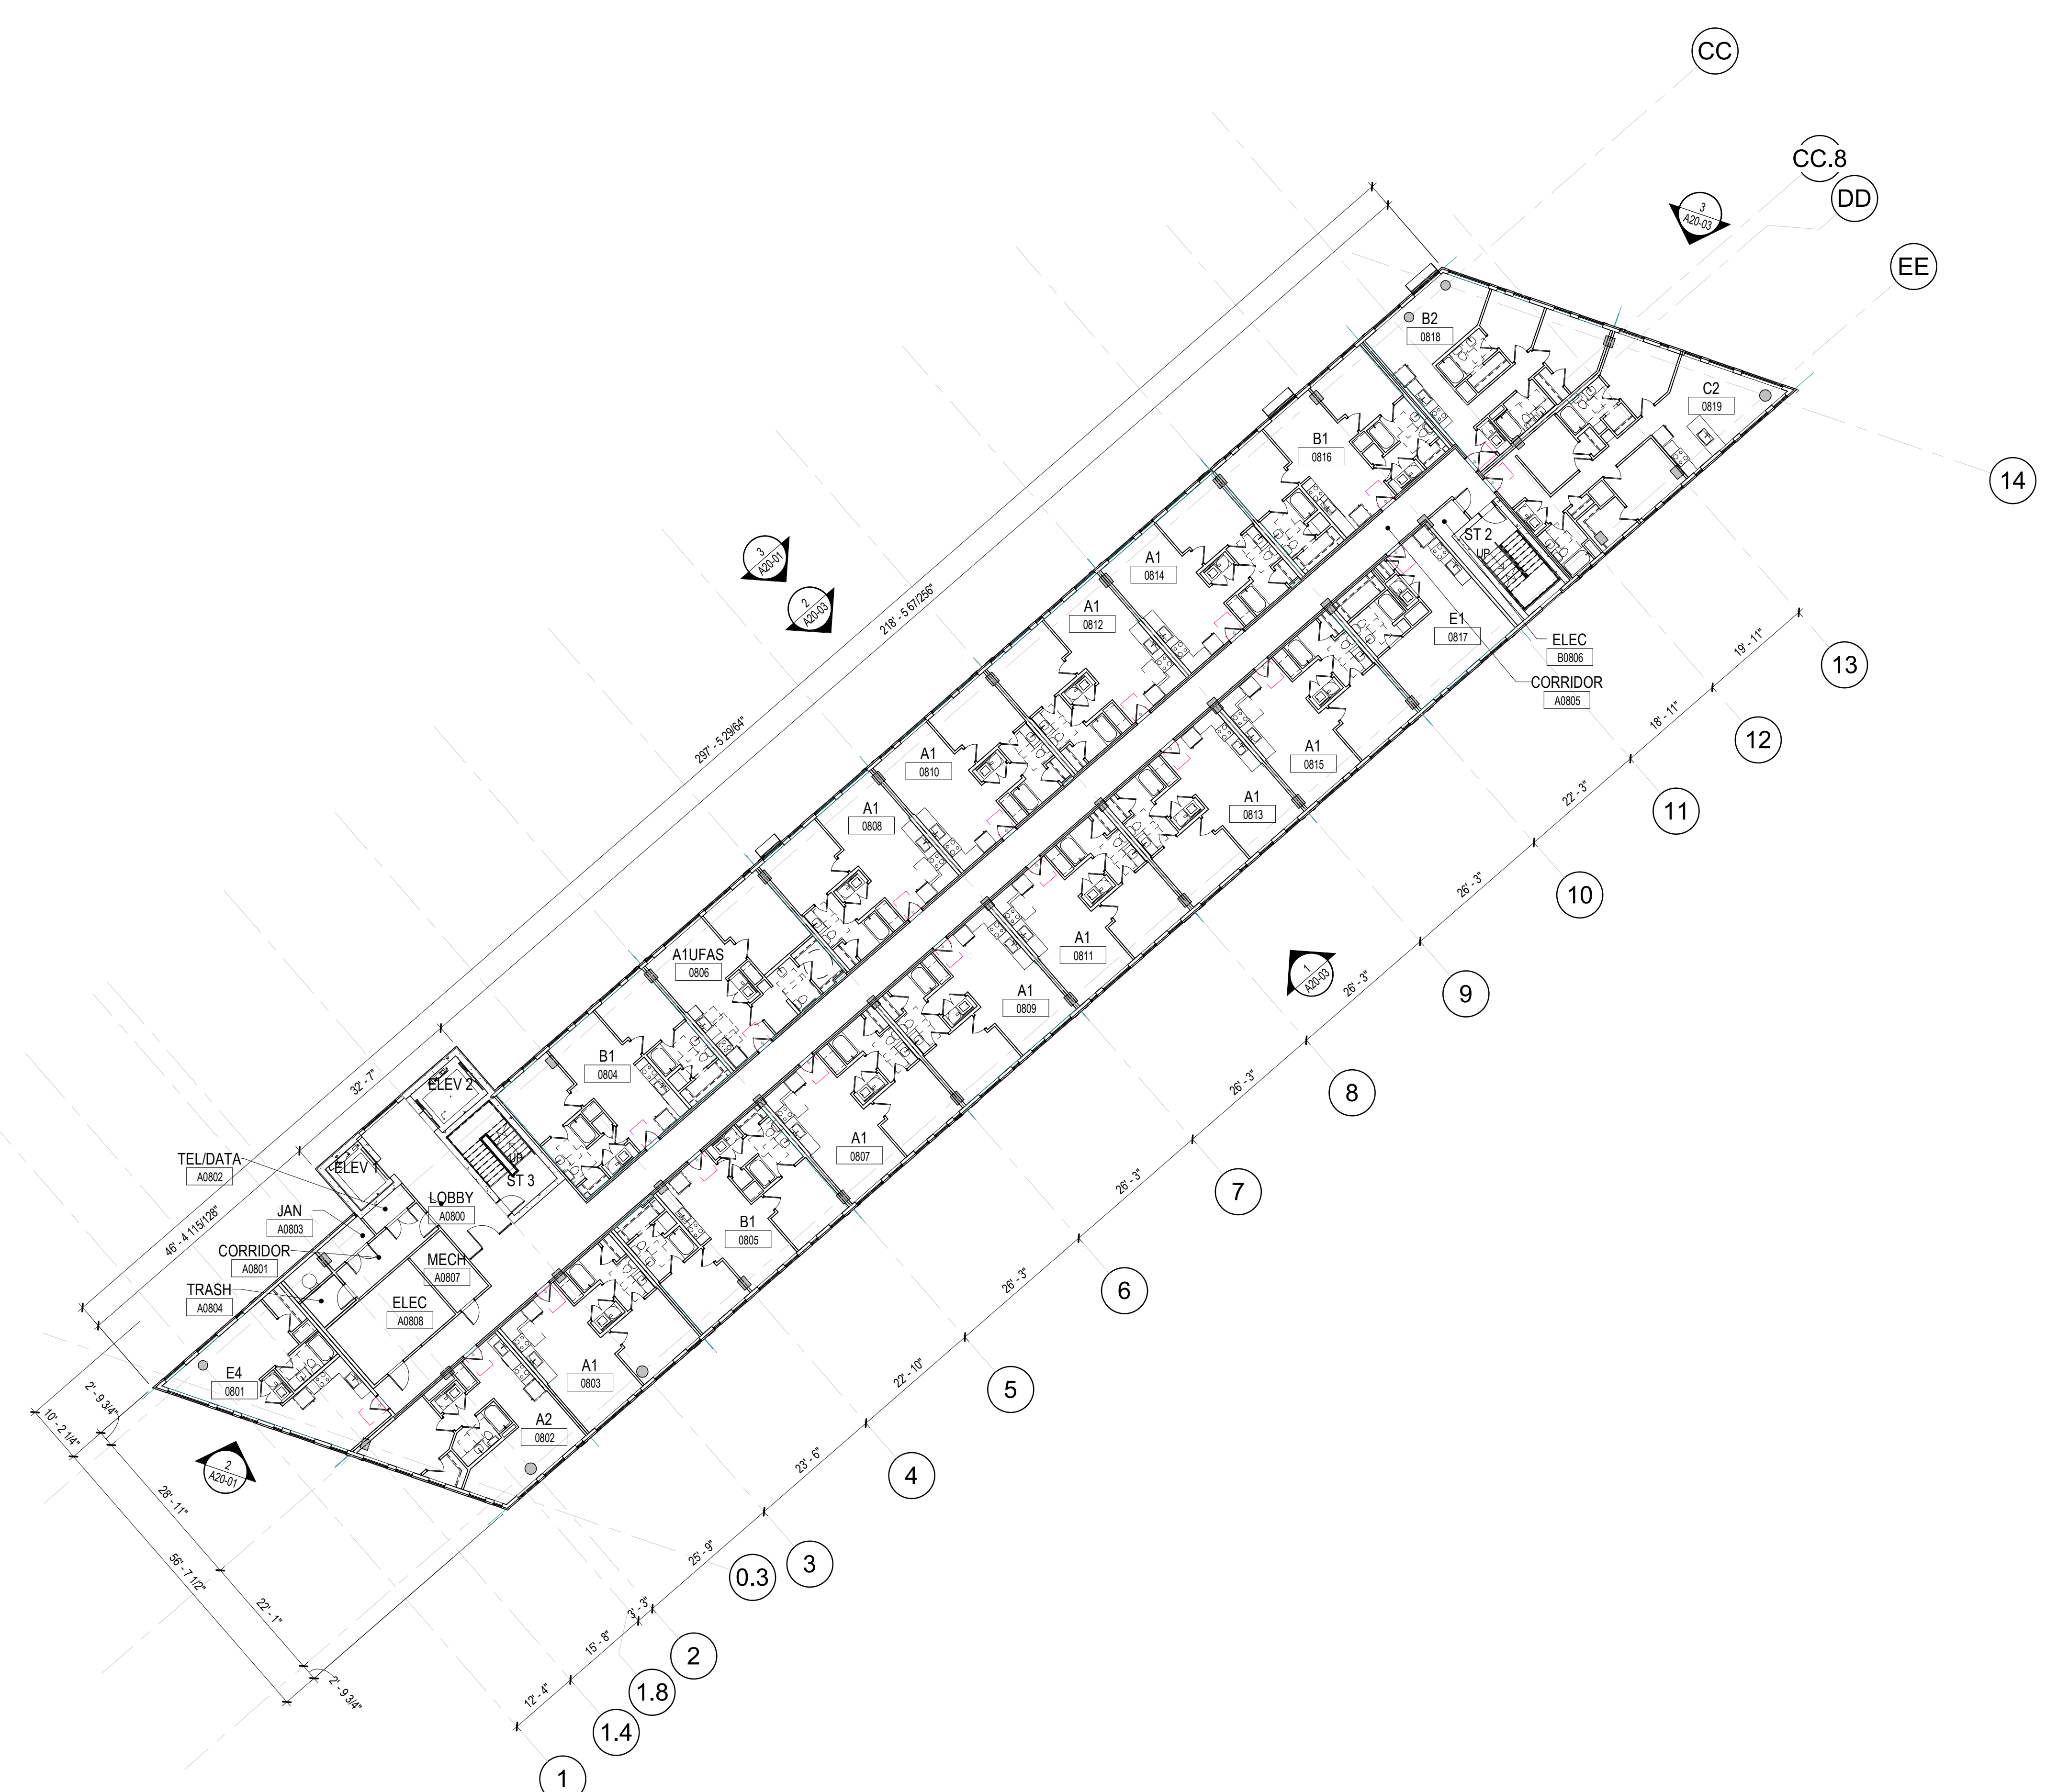 CC
CC.8
DD
3
A20-03
EE
B2
0818
C2
0819
B1
0816
14
3
A20-01
2
A20-03
218' - 5 67/256"
A1
0814
ST 2
UP
A1
0812
E1
0817
ELEC
B0806
CORRIDOR
A0805
19' - 11"
13
18' - 11"
12
297' - 5 29/64"
A1
0810
A1
0815
22' - 3"
11
A1
0808
A1
0813
26' - 3"
10
A1UFAS
0806
A1
0811
1
A20-03
26' - 3"
9
A1
0809
26' - 3"
8
B1
0804
32' - 7"
ELEV 2
A1
0807
26' - 3"
7
ELEV 1
UP
ST 3
TEL/DATA
A0802
LOBBY
A0800
JAN
A0803
46' - 4 115/128"
CORRIDOR
A0801
MECH
A0807
B1
0805
26' - 3"
6
TRASH
A0804
ELEC
A0808
22' - 10"
5
E4
0801
A1
0803
2' - 9 3/4"
10' - 2 1/4"
A2
0802
23' - 6"
4
2
A20-01
28' - 11"
25' - 9"
3
0.3
56' - 7 1/2"
22' - 1"
3' - 3"
2
15' - 8"
1.8
2' - 9 3/4"
12' - 4"
1.4
1